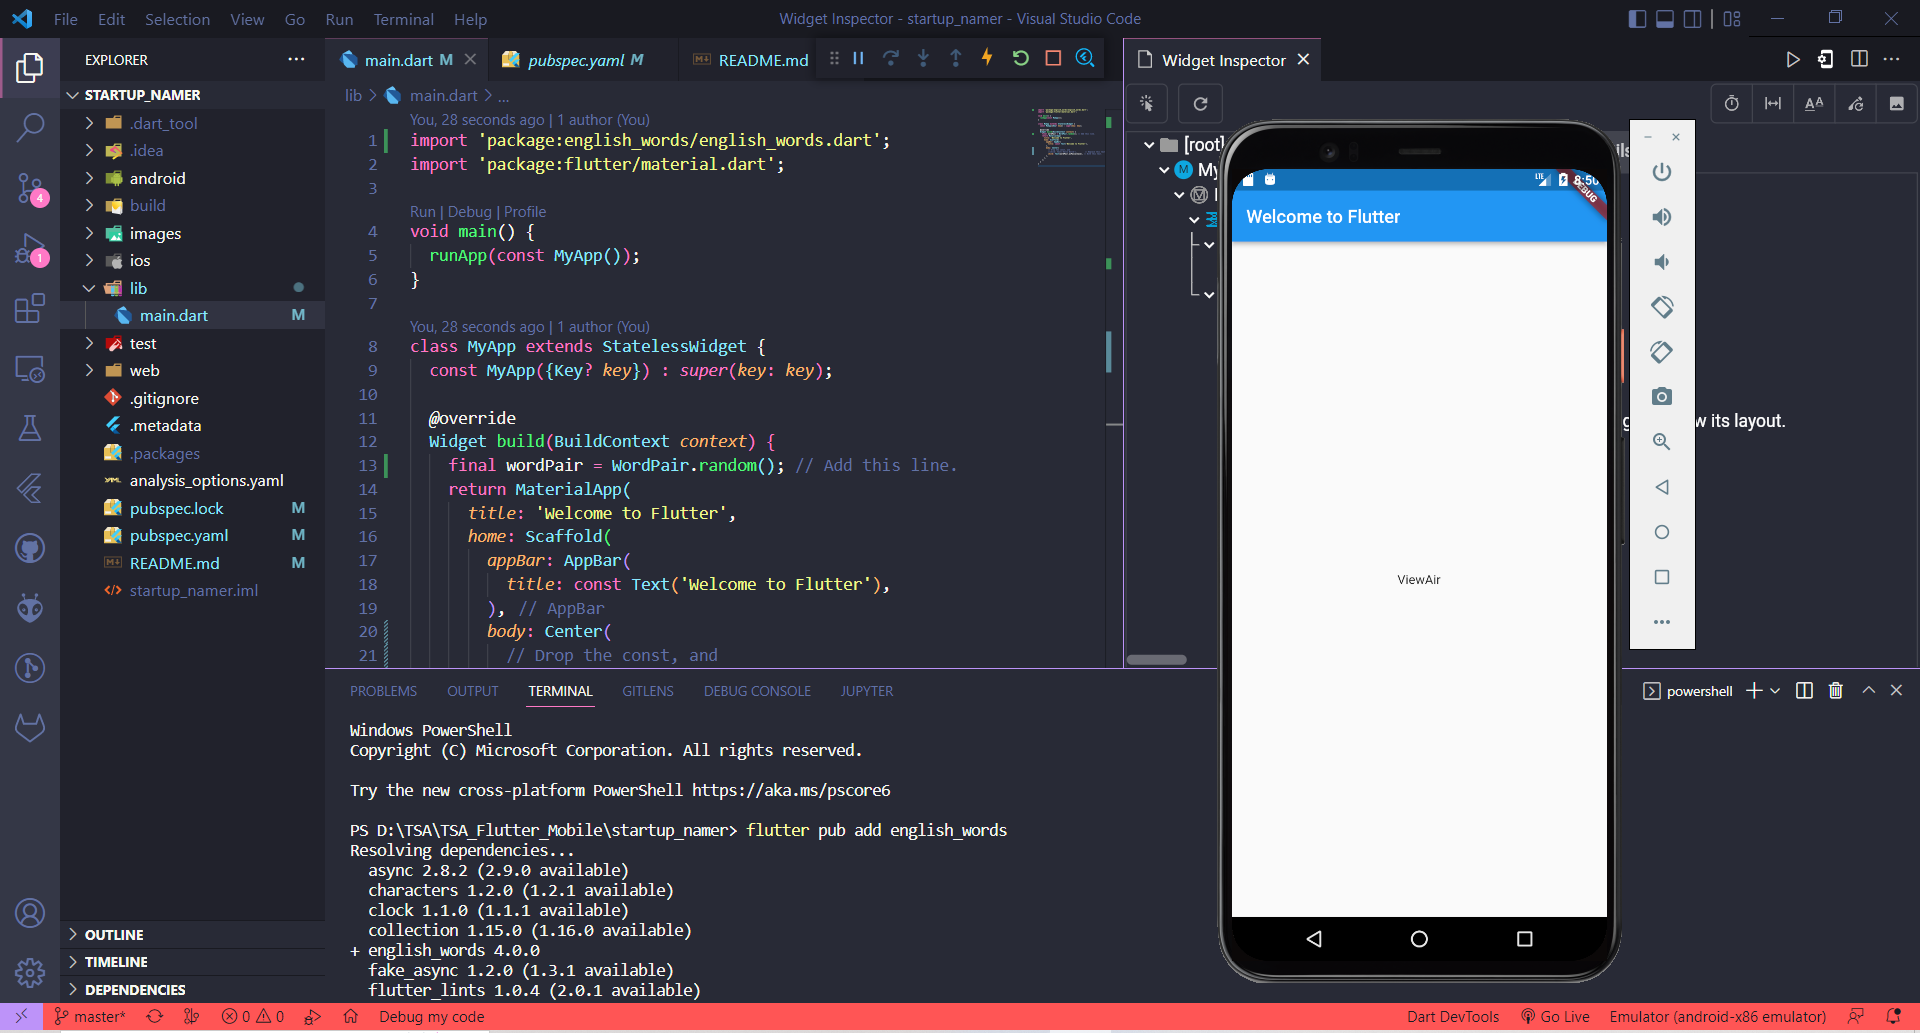 File Edit Selection View Go Run Terminal Help
Widget Inspector - startup_namer - Visual Studio Code
EXPLORER
STARTUP_NAMER
.dart_tool
.idea
android
build
images
ios
lib
main.dart M
test
web
.gitignore
.metadata
.packages
analysis_options.yaml
pubspec.lock M
pubspec.yaml M
README.md M
startup_namer.iml
OUTLINE
TIMELINE
DEPENDENCIES
4
1
main.dart M
pubspec.yaml M
README.md
lib > main.dart > ...
You, 28 seconds ago | 1 author (You)
1 import 'package:english_words/english_words.dart';
2 import 'package:flutter/material.dart';
3
Run | Debug | Profile
4 void main() {
5 runApp(const MyApp());
6 }
7
You, 28 seconds ago | 1 author (You)
8 class MyApp extends StatelessWidget {
9 const MyApp({Key? key}) : super(key: key);
10
11 @override
12 Widget build(BuildContext context) {
13 final wordPair = WordPair.random(); // Add this line.
14 return MaterialApp(
15 title: 'Welcome to Flutter',
16 home: Scaffold(
17 appBar: AppBar(
18 title: const Text('Welcome to Flutter'),
19 ), // AppBar
20 body: Center(
21 // Drop the const, and
PROBLEMS OUTPUT TERMINAL GITLENS DEBUG CONSOLE JUPYTER
powershell
Windows PowerShell
Copyright (C) Microsoft Corporation. All rights reserved.
Try the new cross-platform PowerShell https://aka.ms/pscore6
PS D:\TSA\TSA_Flutter_Mobile\startup_namer> flutter pub add english_words
Resolving dependencies...
async 2.8.2 (2.9.0 available)
characters 1.2.0 (1.2.1 available)
clock 1.1.0 (1.1.1 available)
collection 1.15.0 (1.16.0 available)
+ english_words 4.0.0
fake_async 1.2.0 (1.3.1 available)
flutter_lints 1.0.4 (2.0.1 available)
Widget Inspector
[root]
M My
LTE
DEBUG
Welcome to Flutter
ViewAir
w its layout.
master*
0 0
Debug my code
Dart DevTools
Go Live
Emulator (android-x86 emulator)